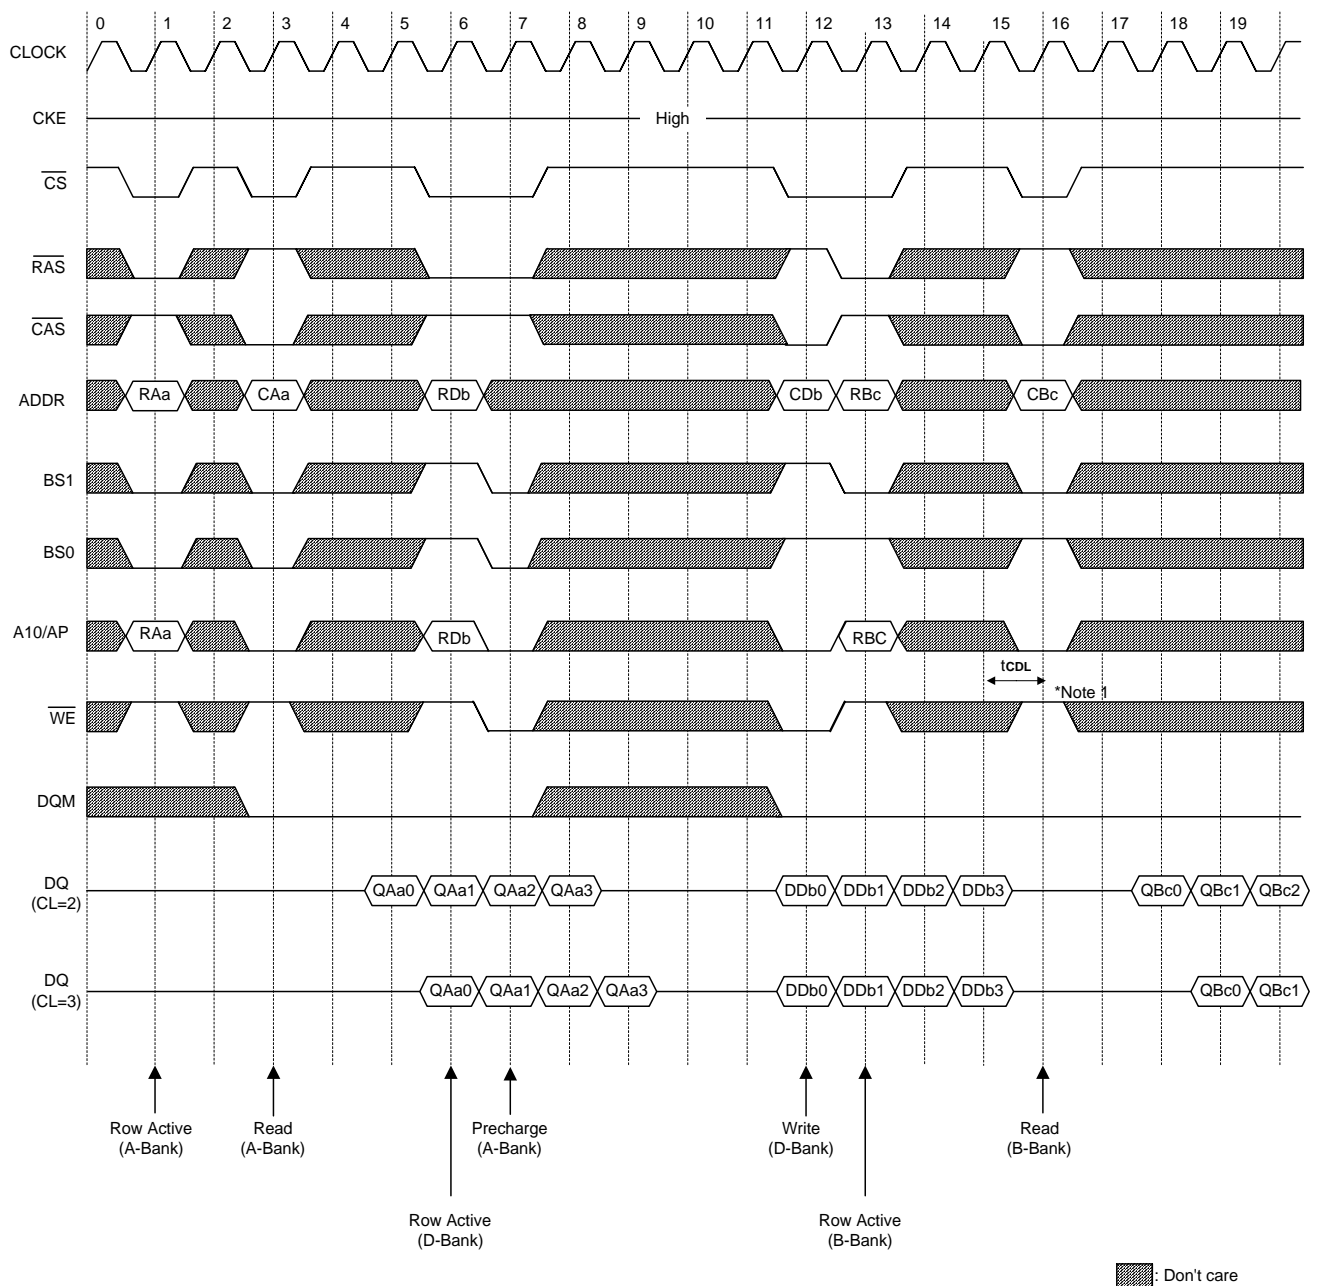 0 1 2 3 4 5 6 7 8 9 10 11 12 13 14 15 16 17 18 19
CLOCK
CKE High
CS
RAS
CAS
ADDR RAa CAa RDb CDb RBc CBc
BS1
BS0
A10/AP RAa RDb RBC
tCDL
*Note 1
WE
DQM
DQ
(CL=2) QAa0 QAa1 QAa2 QAa3 DDb0 DDb1 DDb2 DDb3 QBc0 QBc1 QBc2
DQ
(CL=3) QAa0 QAa1 QAa2 QAa3 DDb0 DDb1 DDb2 DDb3 QBc0 QBc1
Row Active
(A-Bank)
Read
(A-Bank)
Precharge
(A-Bank)
Write
(D-Bank)
Read
(B-Bank)
Row Active
(D-Bank)
Row Active
(B-Bank)
: Don't care